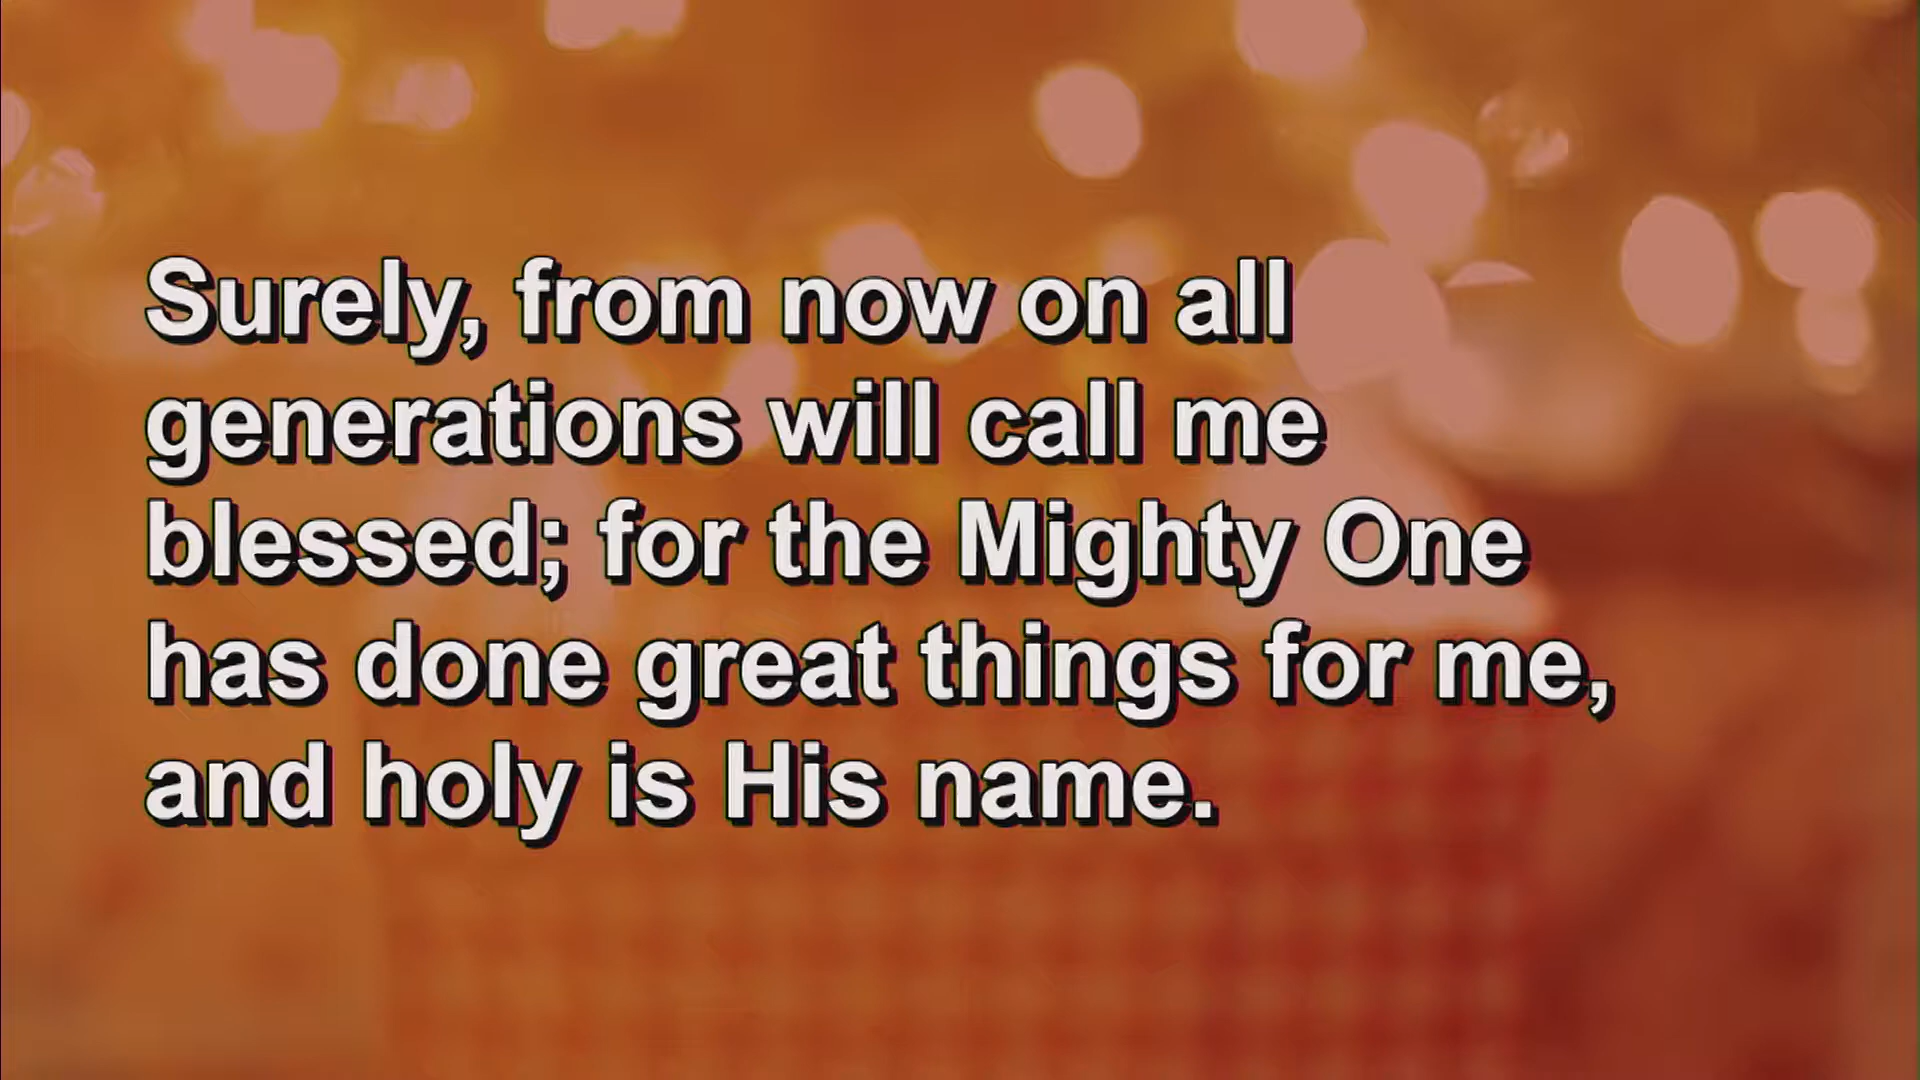 Surely, from now on all
generations will call me
blessed; for the Mighty One
has done great things for me,
and holy is His name.